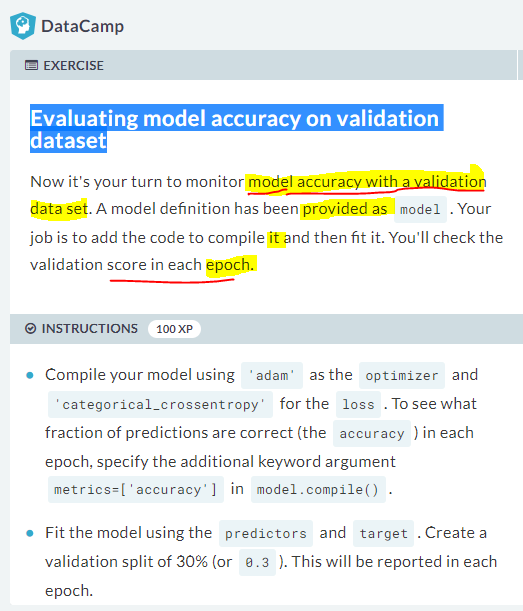 DataCamp
EXERCISE
Evaluating model accuracy on validation
dataset
Now it's your turn to monitor model accuracy with a validation
data set. A model definition has been provided as model . Your
job is to add the code to compile it and then fit it. You'll check the
validation score in each epoch.
INSTRUCTIONS 100 XP
Compile your model using 'adam' as the optimizer and
'categorical_crossentropy' for the loss . To see what
fraction of predictions are correct (the accuracy ) in each
epoch, specify the additional keyword argument
metrics=['accuracy'] in model.compile() .
Fit the model using the predictors and target . Create a
validation split of 30% (or 0.3 ). This will be reported in each
epoch.